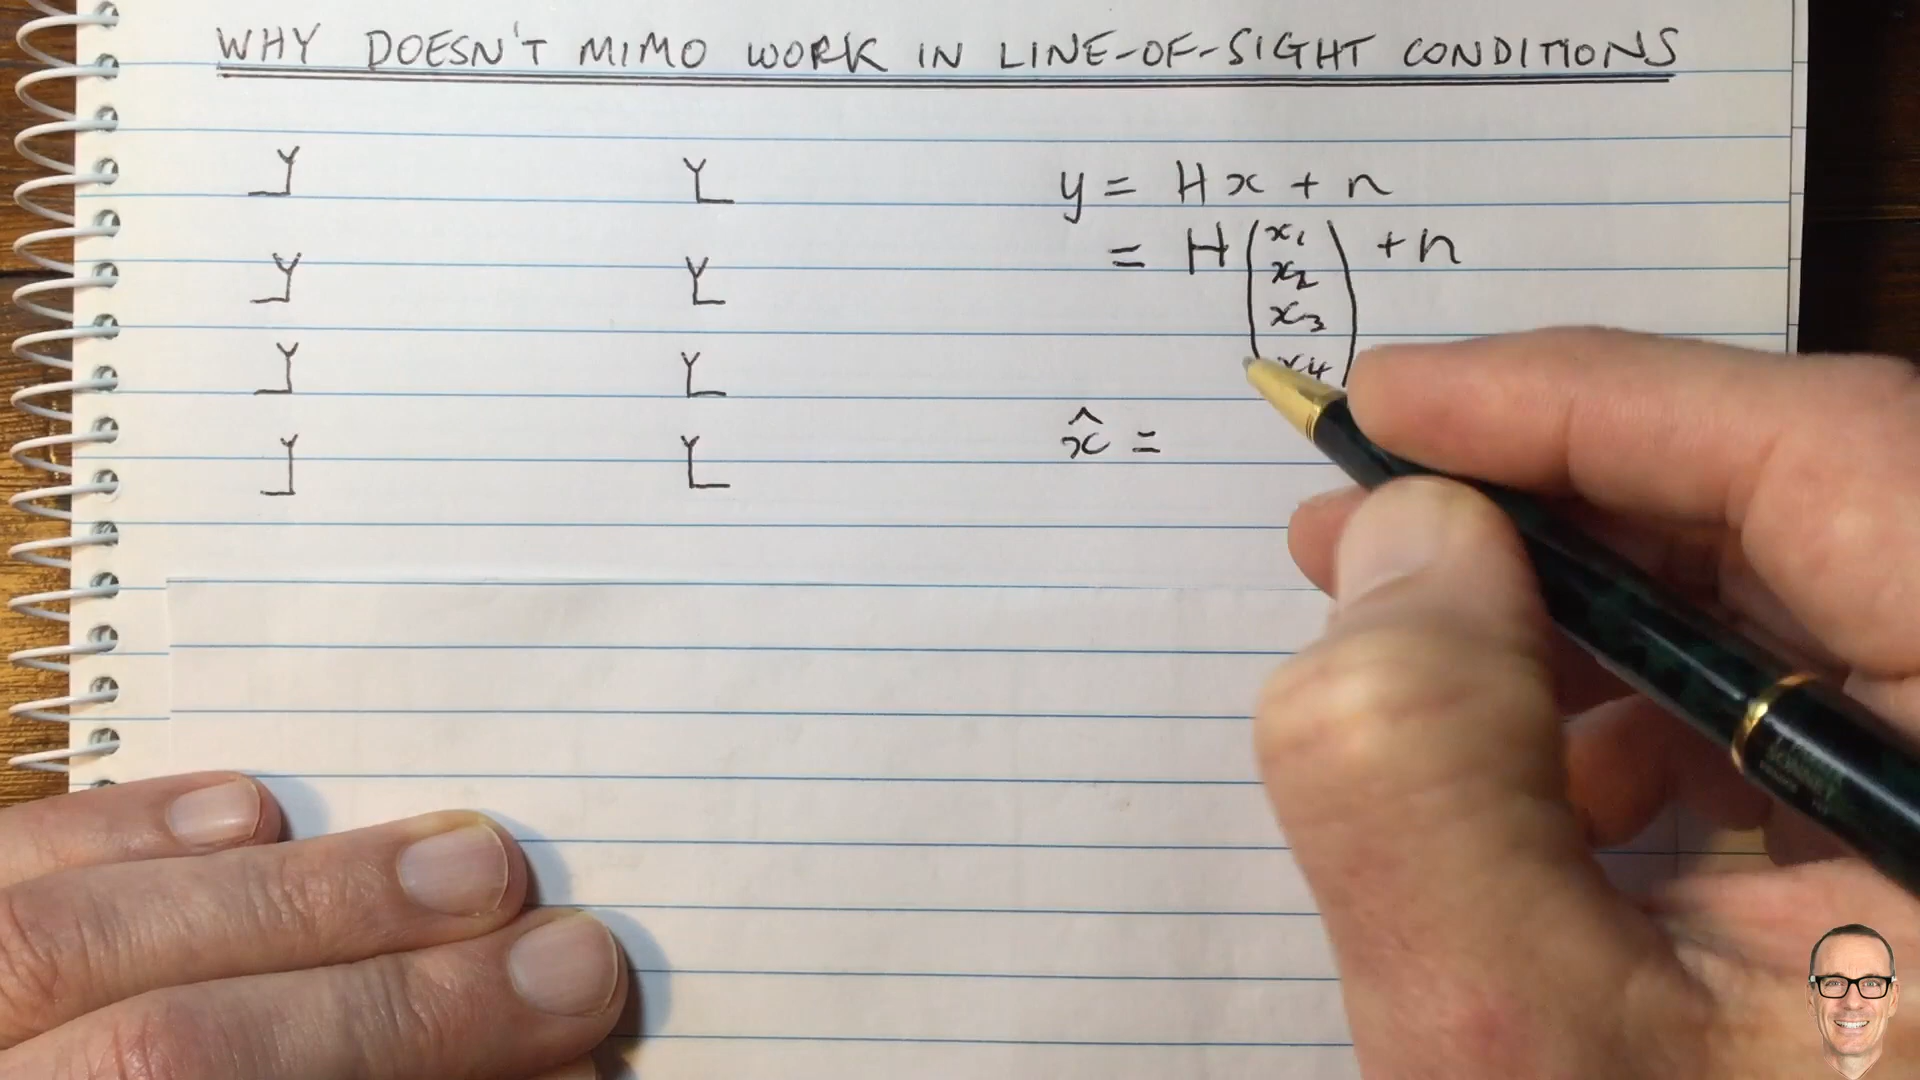 WHY DOESN'T MIMO WORK IN LINE-OF-SIGHT CONDITIONS
y = Hx + n
= H (x1 x2 x3 x4) + n
x̂ =